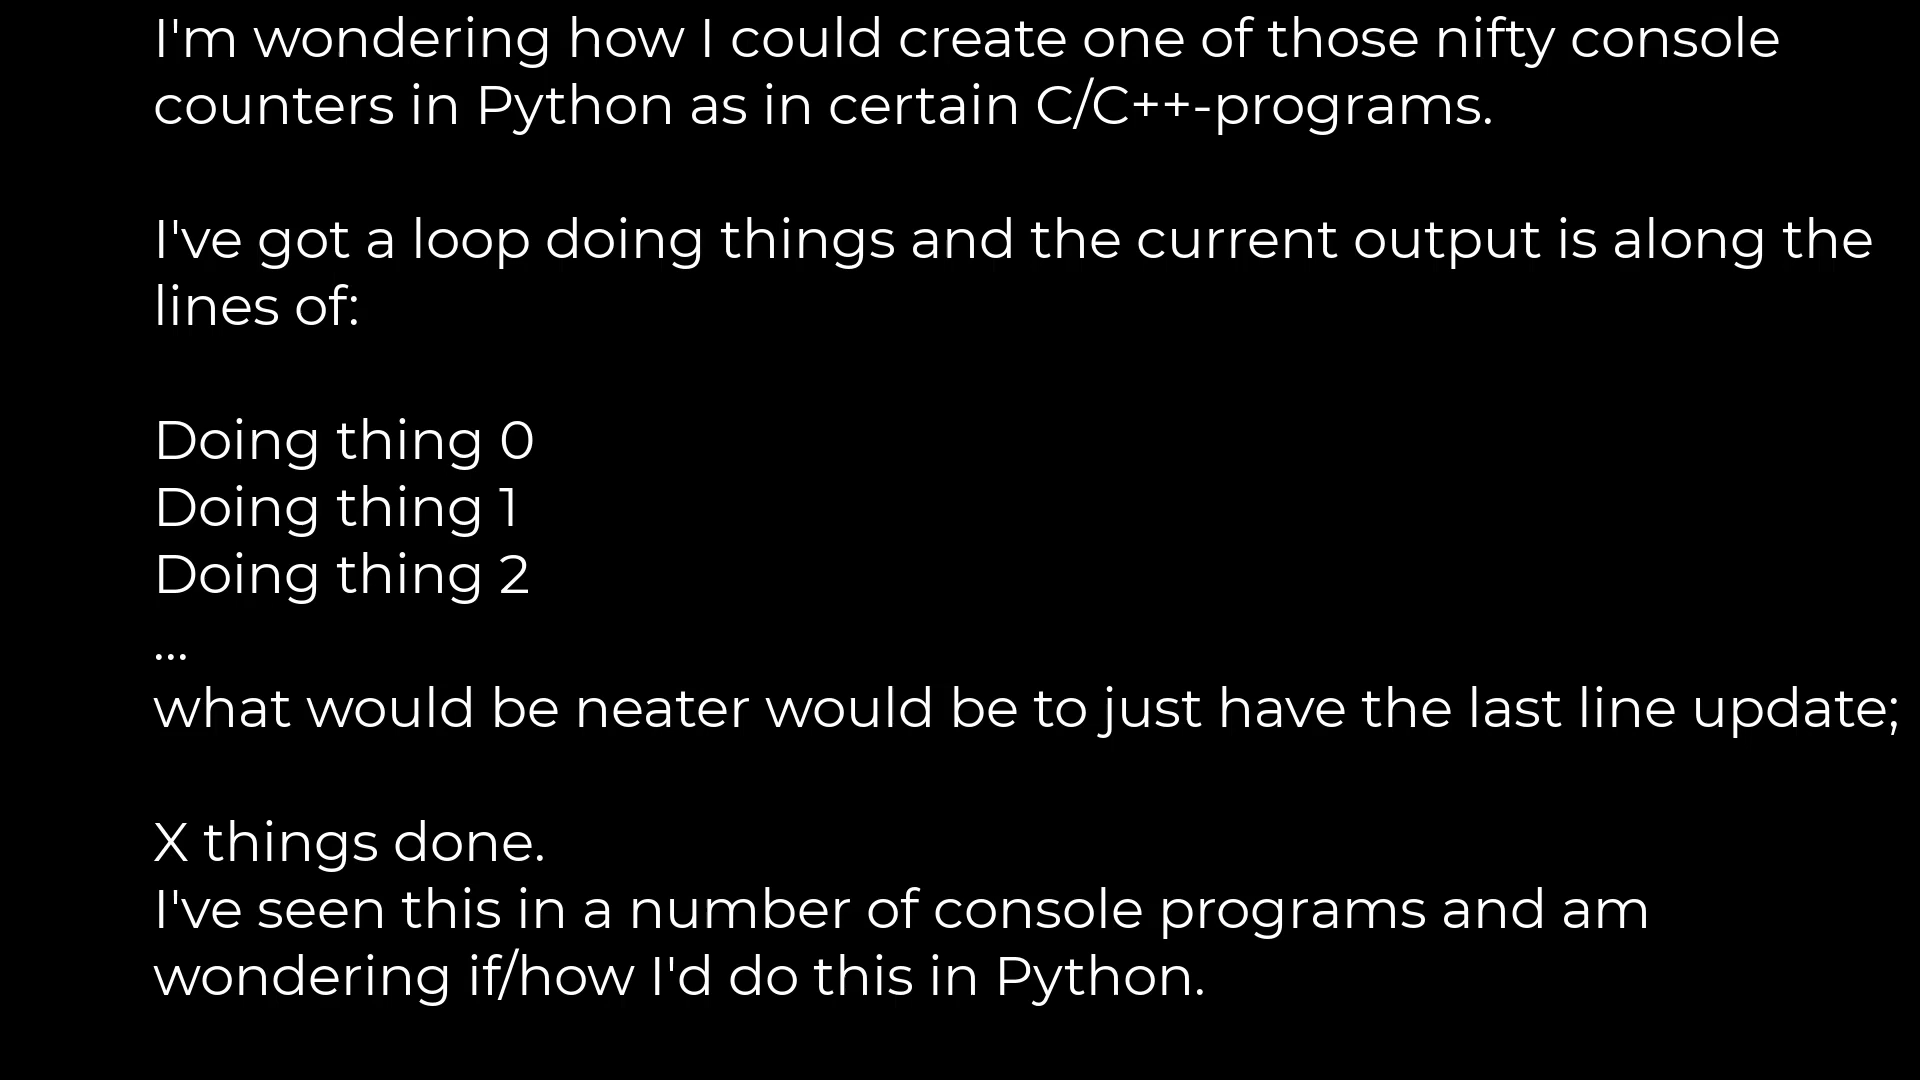 I'm wondering how I could create one of those nifty console
counters in Python as in certain C/C++-programs.
I've got a loop doing things and the current output is along the
lines of:
Doing thing 0
Doing thing 1
Doing thing 2
...
what would be neater would be to just have the last line update;
X things done.
I've seen this in a number of console programs and am
wondering if/how I'd do this in Python.